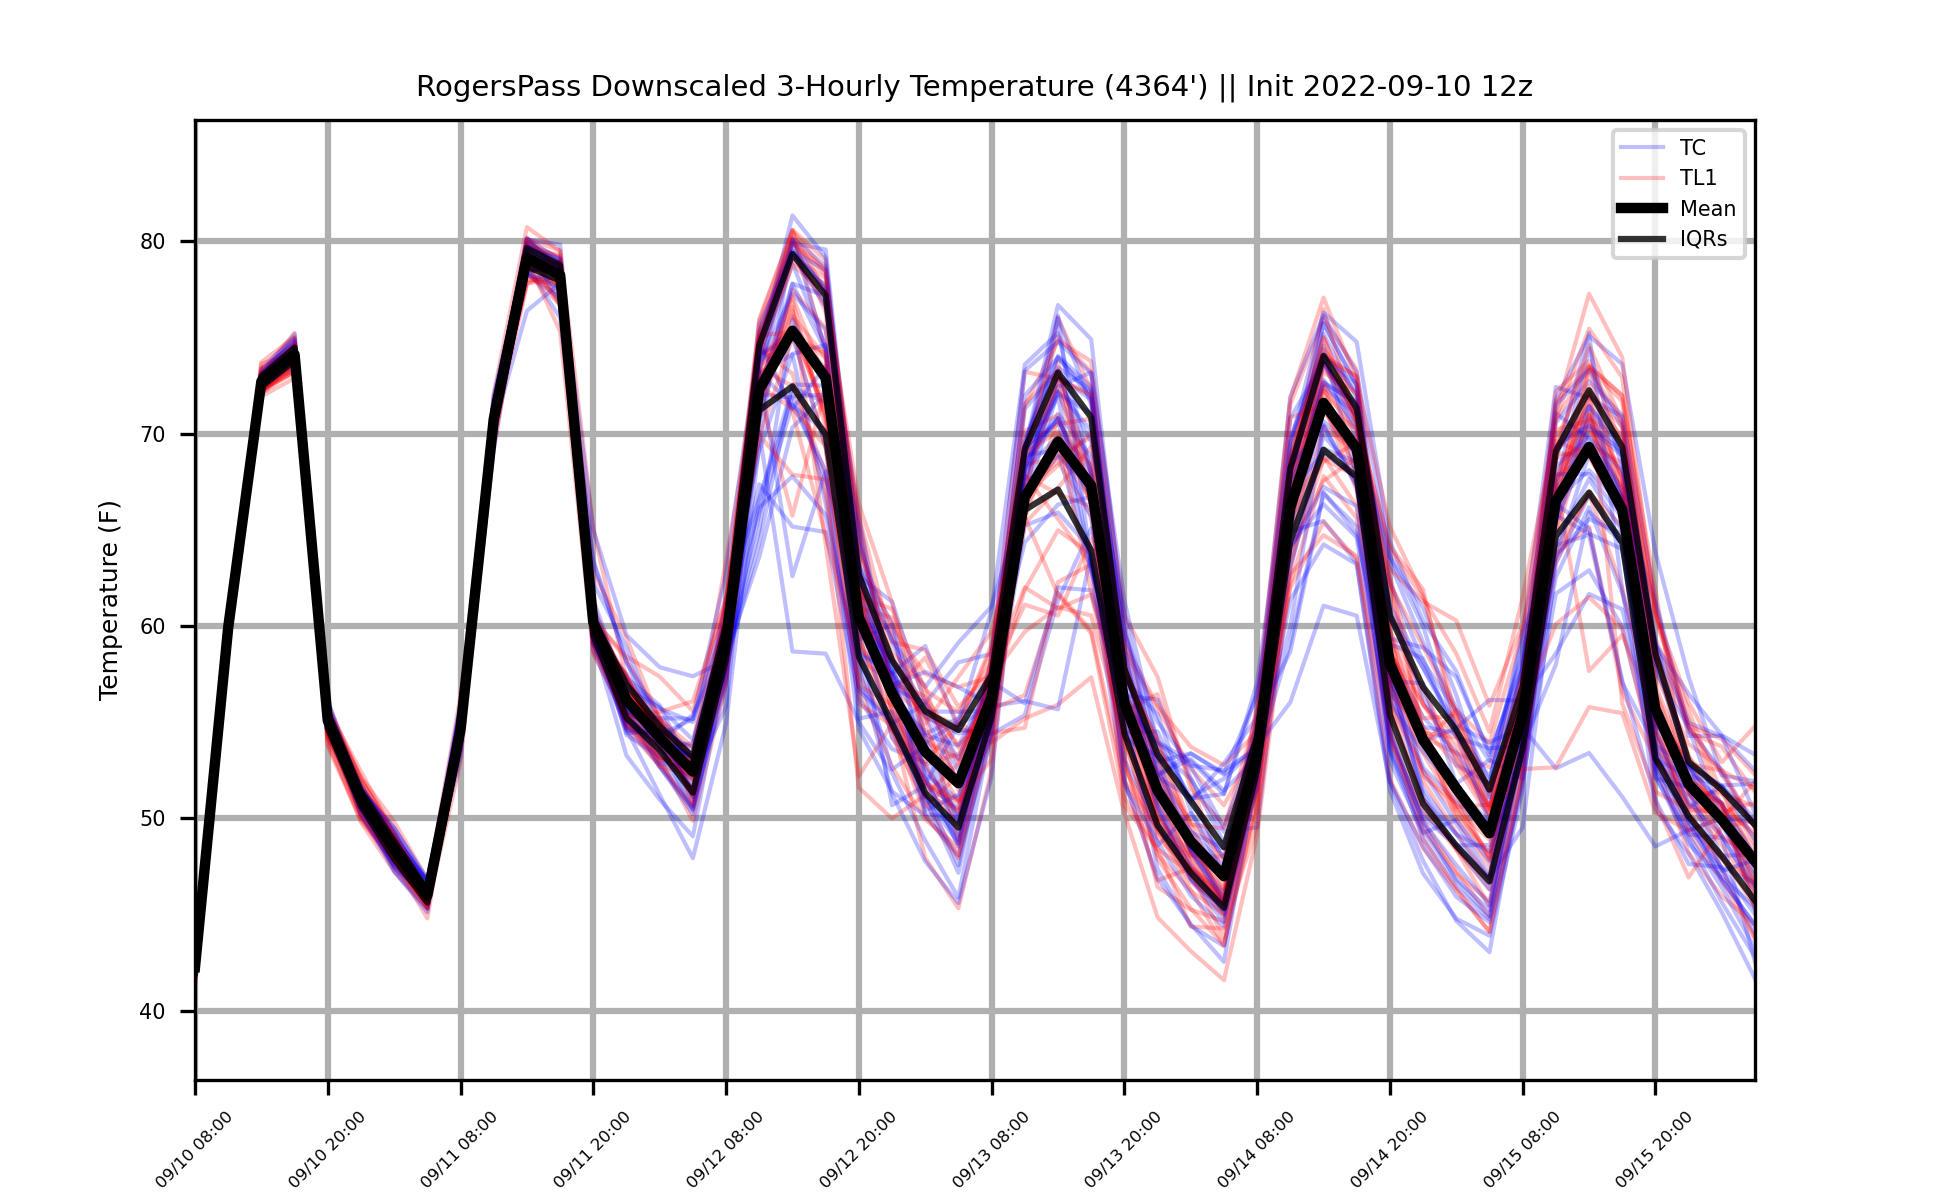 RogersPass Downscaled 3-Hourly Temperature (4364') || Init 2022-09-10 12z
TC
TL1
Mean
IQRs
Temperature (F)
80
70
60
50
40
09/10 08:00
09/10 20:00
09/11 08:00
09/11 20:00
09/12 08:00
09/12 20:00
09/13 08:00
09/13 20:00
09/14 08:00
09/14 20:00
09/15 08:00
09/15 20:00